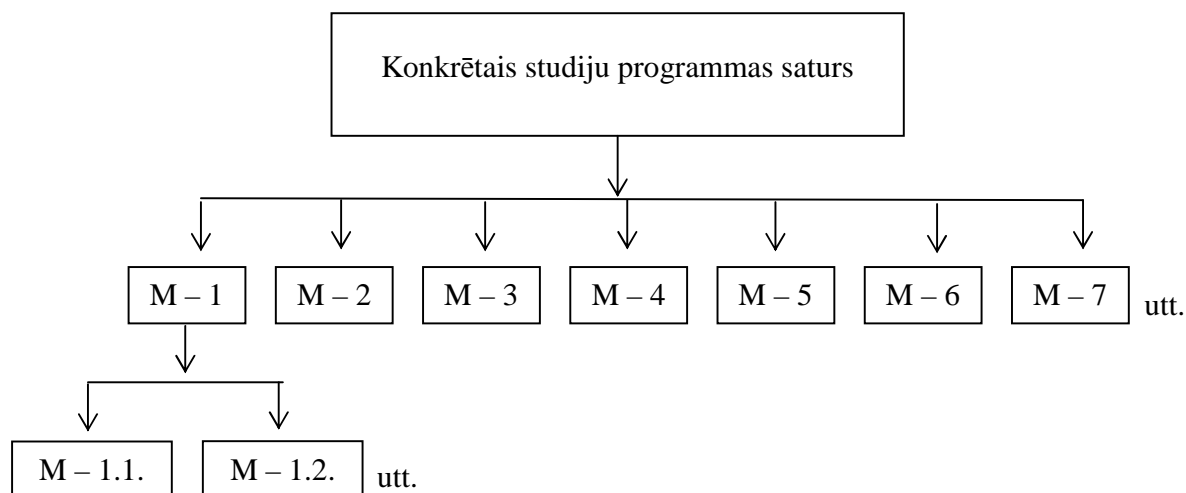 Konkrētais studiju programmas saturs
M – 1 M – 2 M – 3 M – 4 M – 5 M – 6 M – 7 utt.
M – 1.1. M – 1.2. utt.